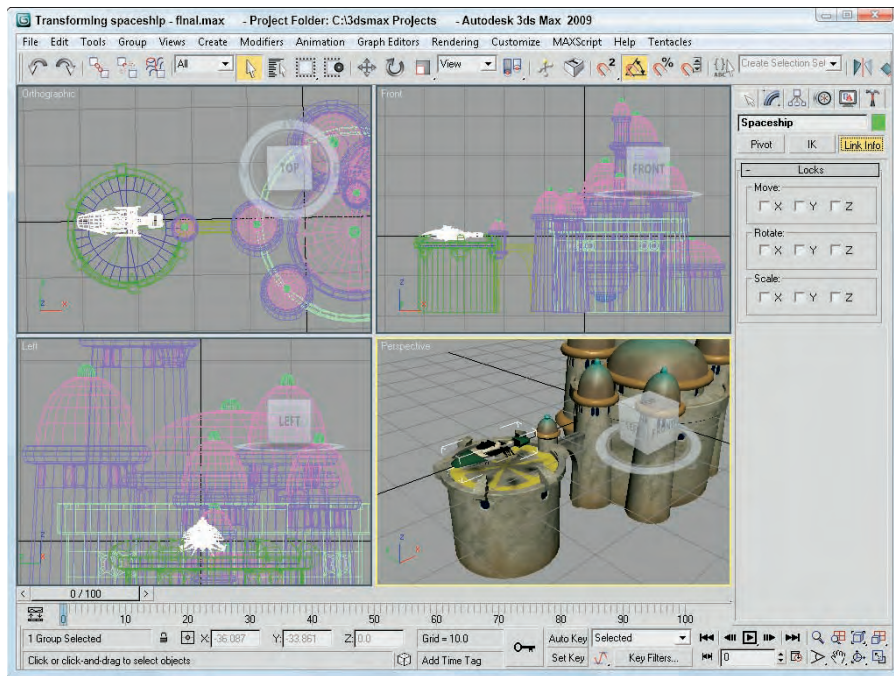 Transforming spaceship - final.max - Project Folder: C:\3dsmax Projects - Autodesk 3ds Max 2009
File Edit Tools Group Views Create Modifiers Animation Graph Editors Rendering Customize MAXScript Help Tentacles
All
View
2
%
ABC
Create Selection Set
Orthographic
TOP
Front
FRONT
Left
LEFT
Perspective
FRONT
z x
z x
z
z x
Spaceship
Pivot IK Link Info
- Locks
Move:
X Y Z
Rotate:
X Y Z
Scale:
X Y Z
< 0 / 100 >
0 10 20 30 40 50 60 70 80 90 100
1 Group Selected X: -36.087 Y: -33.861 Z: 0.0 Grid = 10.0 Auto Key Selected
Click or click-and-drag to select objects Add Time Tag Set Key Key Filters... 0